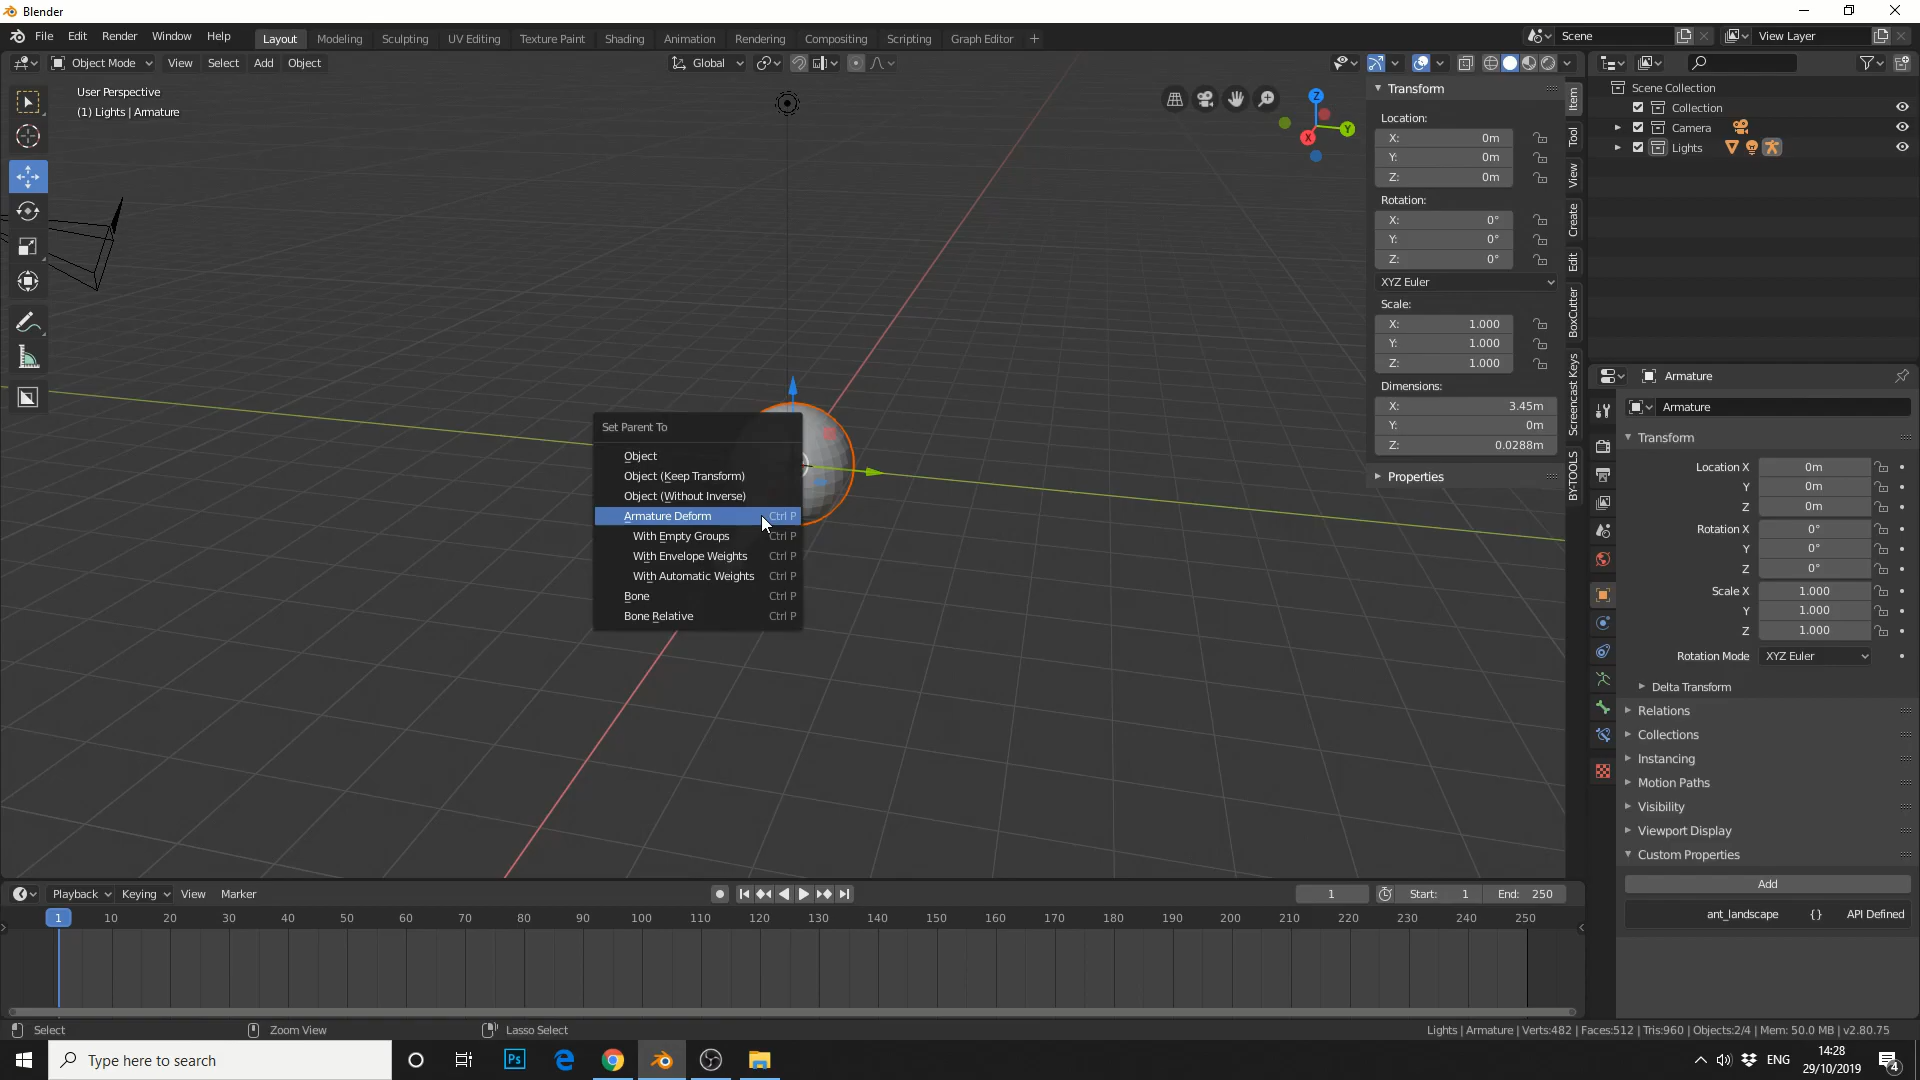 Blender
File Edit Render Window Help
Layout Modeling Sculpting UV Editing Texture Paint Shading Animation Rendering Compositing Scripting Graph Editor +
Scene
View Layer
Object Mode View Select Add Object
Global
User Perspective
(1) Lights | Armature
Z
Y
X
Transform
Location:
X: 0m
Y: 0m
Z: 0m
Rotation:
X: 0°
Y: 0°
Z: 0°
XYZ Euler
Scale:
X: 1.000
Y: 1.000
Z: 1.000
Dimensions:
X: 3.45m
Y: 0m
Z: 0.0288m
Properties
Item
Tool
View
Create
Edit
BoxCutter
Screencast Keys
BY-TOOLS
Scene Collection
Collection
Camera
Lights
Set Parent To
Object
Object (Keep Transform)
Object (Without Inverse)
Armature Deform Ctrl P
With Empty Groups Ctrl P
With Envelope Weights Ctrl P
With Automatic Weights Ctrl P
Bone Ctrl P
Bone Relative Ctrl P
Armature
Armature
Transform
Location X 0m
Y 0m
Z 0m
Rotation X 0°
Y 0°
Z 0°
Scale X 1.000
Y 1.000
Z 1.000
Rotation Mode XYZ Euler
Delta Transform
Relations
Collections
Instancing
Motion Paths
Visibility
Viewport Display
Custom Properties
Add
ant_landscape {} API Defined
Playback Keying View Marker
1 Start: 1 End: 250
1 10 20 30 40 50 60 70 80 90 100 110 120 130 140 150 160 170 180 190 200 210 220 230 240 250
Select Zoom View Lasso Select
Lights | Armature | Verts:482 | Faces:512 | Tris:960 | Objects:2/4 | Mem: 50.0 MB | v2.80.75
Type here to search
Ps
ENG
14:28
29/10/2019
4